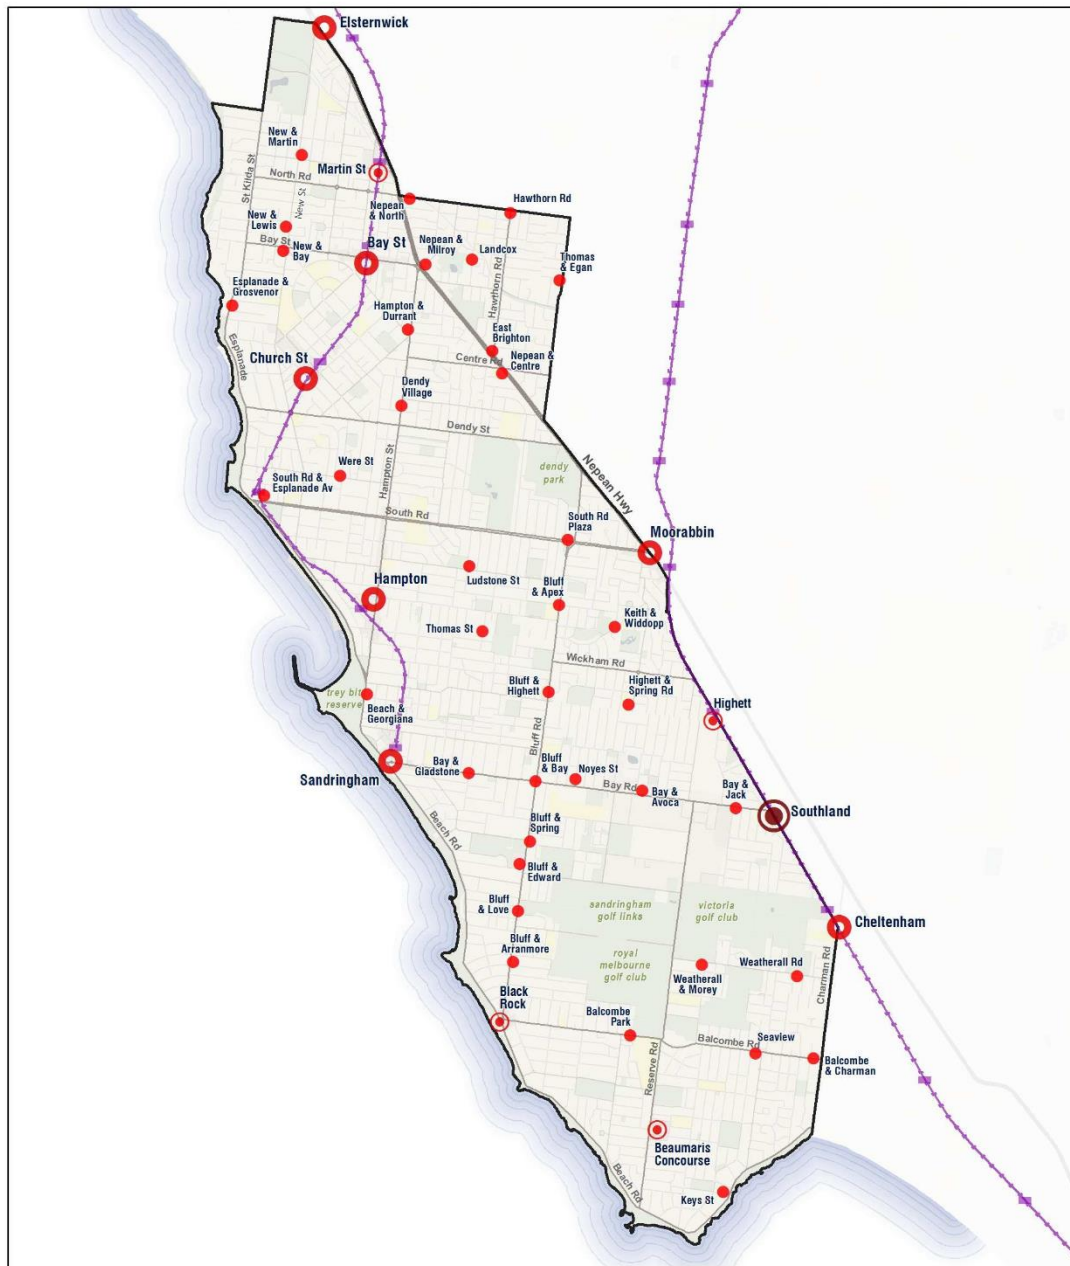 Elsternwick
New &
Martin
Martin St
North Rd
St Kilda St
New St
Nepean
& North
Hawthorn Rd
New &
Lewis
Bay St
New &
Bay
Bay St
Nepean &
Milroy
Landcox
Hawthorn Rd
Thomas
& Egan
Esplanade &
Grosvenor
Hampton &
Durrant
Esplanade
East
Brighton
Church St
Centre Rd
Nepean &
Centre
Dendy
Village
Dendy St
Hampton St
Nepean Hwy
dendy
park
Were St
South Rd &
Esplanade Av
South Rd
South Rd
Plaza
Moorabbin
Hampton
Ludstone St
Bluff
& Apex
Keith &
Widdopp
Thomas St
Wickham Rd
Bluff &
Highett
Highett &
Spring Rd
Highett
trey bit
reserve
Beach &
Georgiana
Bluff Rd
Sandringham
Bay &
Gladstone
Bluff
& Bay
Noyes St
Bay Rd
Bay &
Avoca
Bay
& Jack
Southland
Beach Rd
Bluff &
Spring
Bluff &
Edward
Bluff
& Love
sandringham
golf links
victoria
golf club
Cheltenham
Bluff &
Arranmore
royal
melbourne
golf club
Weatherall
& Morey
Weatherall Rd
Charman Rd
Black
Rock
Balcombe
Park
Balcombe Rd
Seaview
Balcombe
& Charman
Reserve Rd
Beaumaris
Concourse
Beach Rd
Keys St